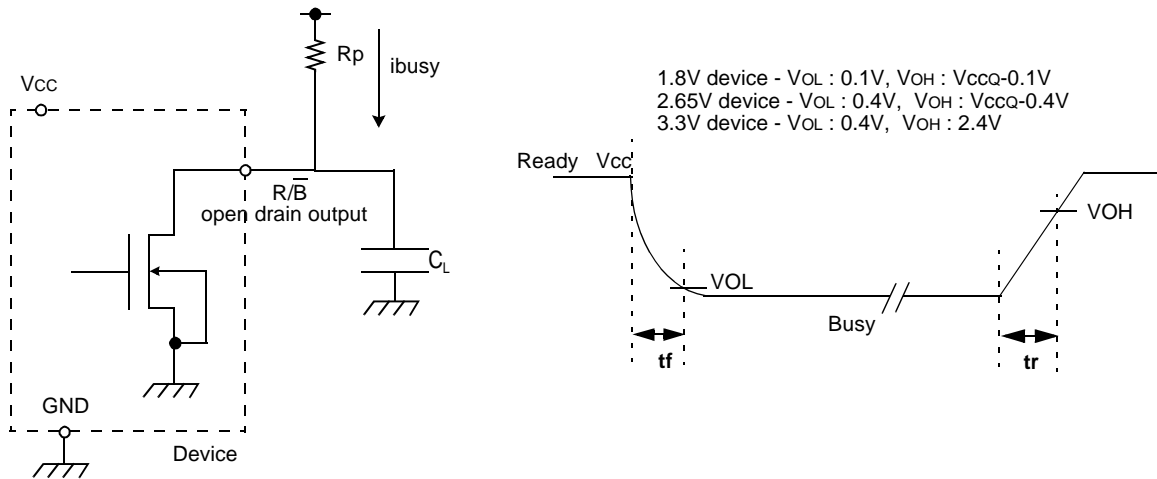 Rp
ibusy
VCC
R/B̅
open drain output
CL
GND
Device
1.8V device - VOL : 0.1V, VOH : VCCQ-0.1V
2.65V device - VOL : 0.4V, VOH : VCCQ-0.4V
3.3V device - VOL : 0.4V, VOH : 2.4V
Ready Vcc
VOH
VOL
Busy
tf
tr